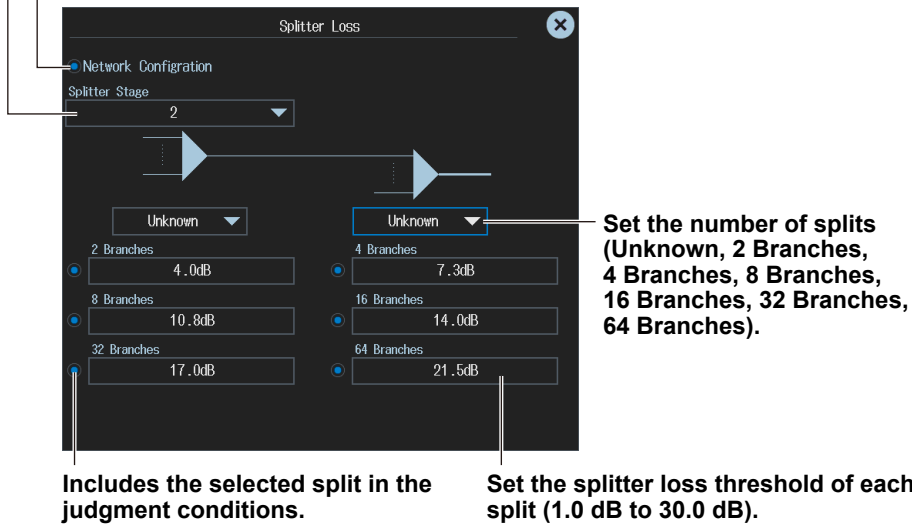 Splitter Loss
Network Configration
Splitter Stage
2
Unknown
Unknown
2 Branches
4.0dB
4 Branches
7.3dB
8 Branches
10.8dB
16 Branches
14.0dB
32 Branches
17.0dB
64 Branches
21.5dB
Set the number of splits
(Unknown, 2 Branches,
4 Branches, 8 Branches,
16 Branches, 32 Branches,
64 Branches).
Includes the selected split in the
judgment conditions.
Set the splitter loss threshold of each
split (1.0 dB to 30.0 dB).